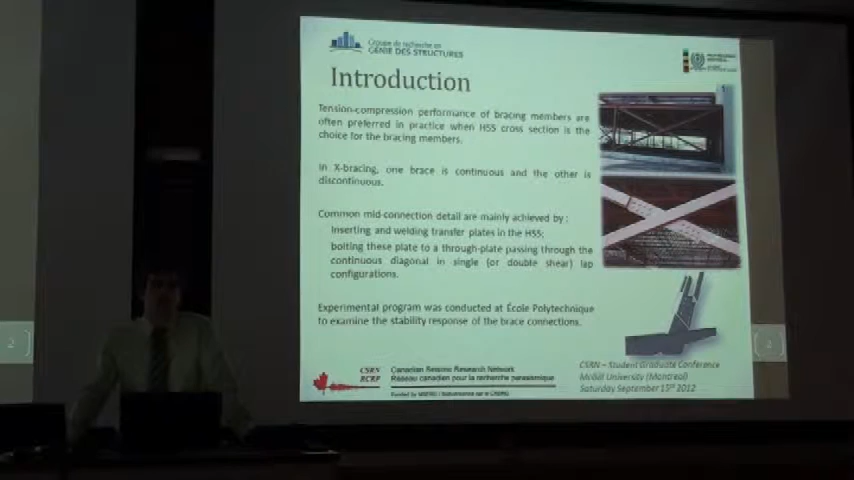 Groupe de recherche en
GÉNIE DES STRUCTURES
POLYTECHNIQUE
MONTRÉAL
Introduction
Tension-compression performance of bracing members are
often preferred in practice when HSS cross section is the
choice for the bracing members.
In X-bracing, one brace is continuous and the other is
discontinuous.
Common mid-connection detail are mainly achieved by :
Inserting and welding transfer plates in the HSS;
bolting these plate to a through-plate passing through the
continuous diagonal in single (or double shear) lap
configurations.
Experimental program was conducted at École Polytechnique
to examine the stability response of the brace connections.
CSRN
RCRP
Canadian Seismic Research Network
Réseau canadien pour la recherche parasismique
CSRN – Student Graduate Conference
McGill University (Montreal)
Saturday September 15th 2012
2
2